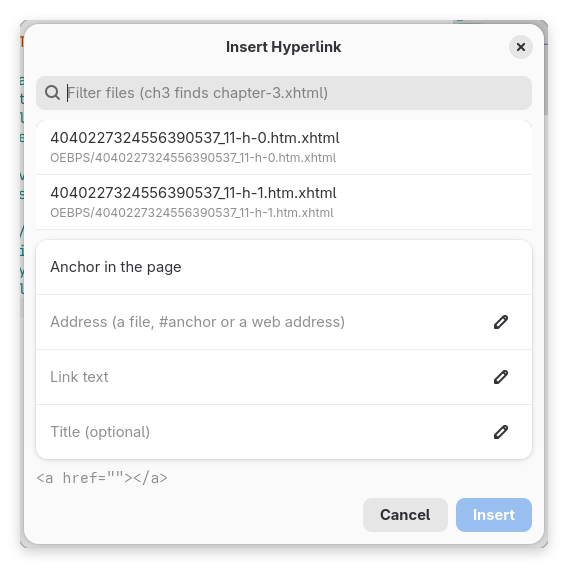 Insert Hyperlink
Filter files (ch3 finds chapter-3.xhtml)
4040227324556390537_11-h-0.htm.xhtml
OEBPS/4040227324556390537_11-h-0.htm.xhtml
4040227324556390537_11-h-1.htm.xhtml
OEBPS/4040227324556390537_11-h-1.htm.xhtml
Anchor in the page
Address (a file, #anchor or a web address)
Link text
Title (optional)
<a href=""></a>
Cancel
Insert